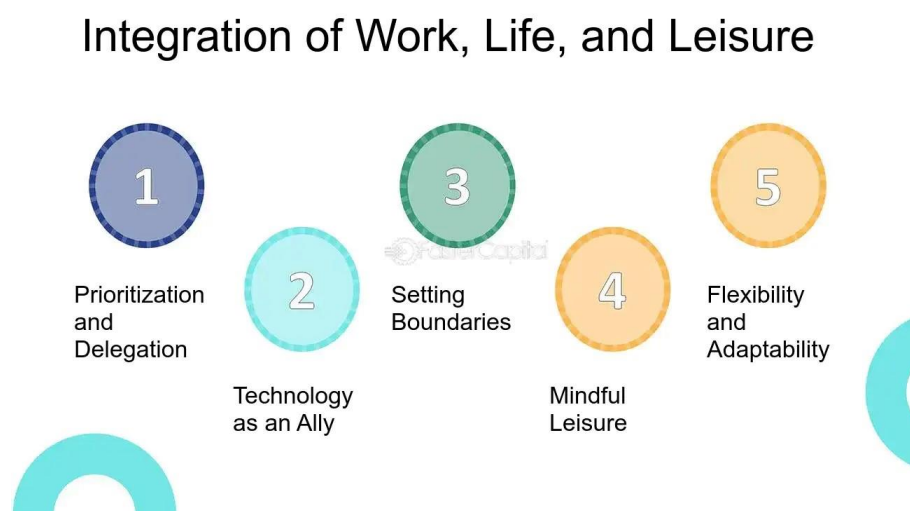 Integration of Work, Life, and Leisure
1
Prioritization
and
Delegation
2
Technology
as an Ally
3
Setting
Boundaries
4
Mindful
Leisure
5
Flexibility
and
Adaptability
FasterCapital